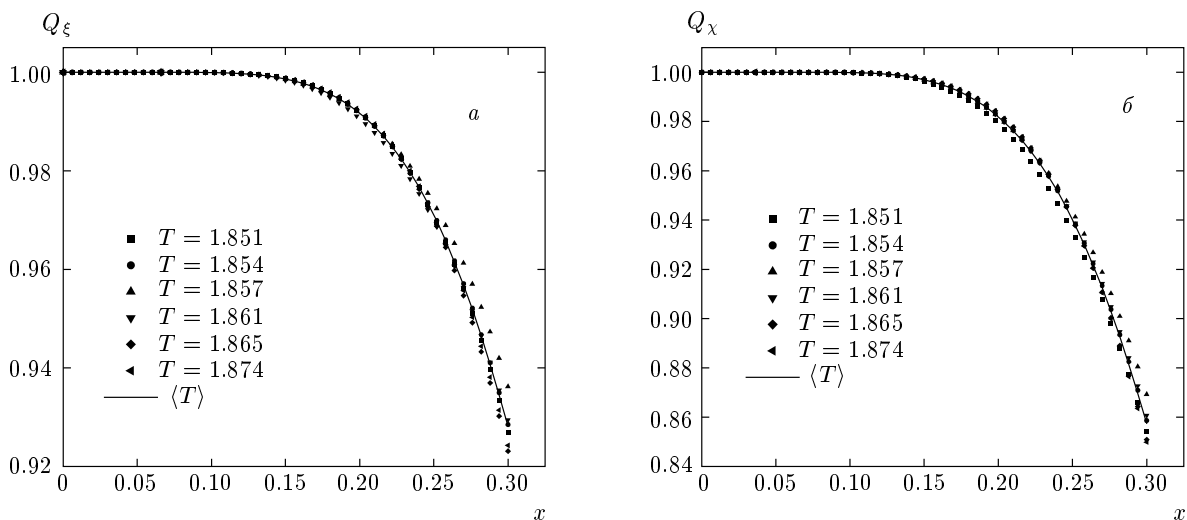 Q ξ
1.00
0.98
0.96
0.94
0.92
0 0.05 0.10 0.15 0.20 0.25 0.30
x
а
T = 1.851
T = 1.854
T = 1.857
T = 1.861
T = 1.865
T = 1.874
⟨T⟩
Q χ
1.00
0.98
0.96
0.94
0.92
0.90
0.88
0.86
0.84
0 0.05 0.10 0.15 0.20 0.25 0.30
x
б
T = 1.851
T = 1.854
T = 1.857
T = 1.861
T = 1.865
T = 1.874
⟨T⟩